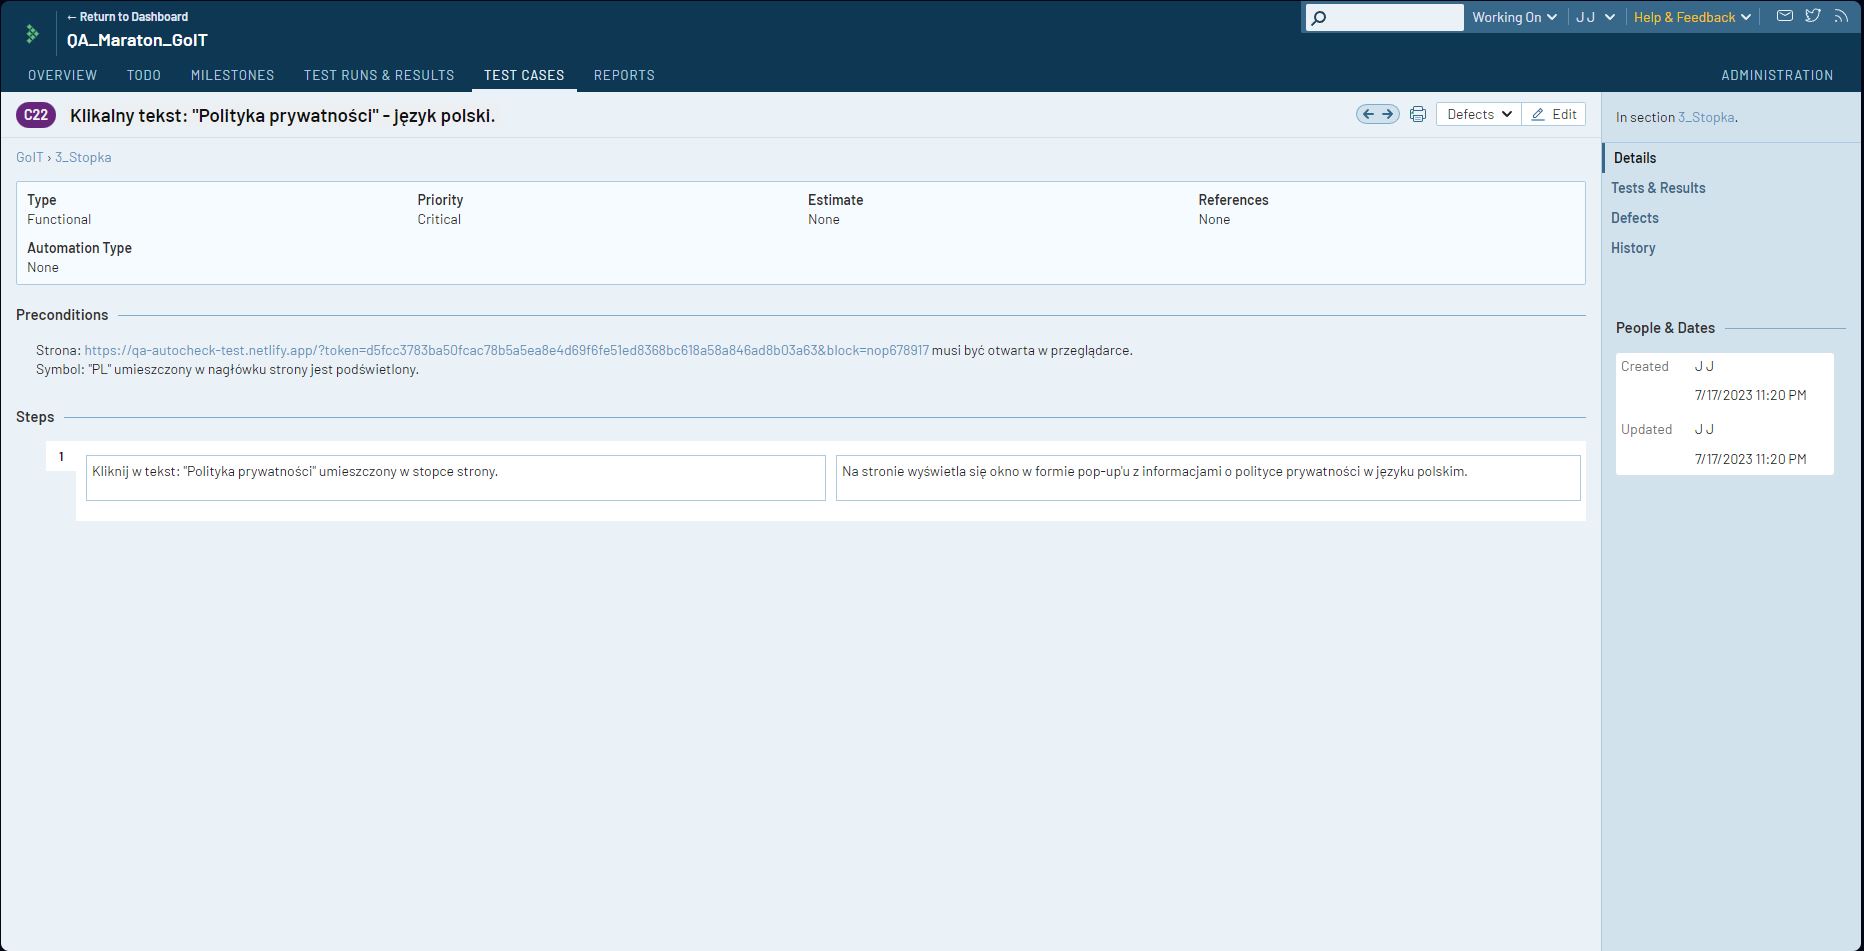 ← Return to Dashboard
QA_Maraton_GoIT
Working On
J J
Help & Feedback
OVERVIEW
TODO
MILESTONES
TEST RUNS & RESULTS
TEST CASES
REPORTS
ADMINISTRATION
C22
Klikalny tekst: "Polityka prywatności" - język polski.
Defects
Edit
GoIT › 3_Stopka
Type
Functional
Priority
Critical
Estimate
None
References
None
Automation Type
None
Preconditions
Strona: https://qa-autocheck-test.netlify.app/?token=d5fcc3783ba50fcac78b5a5ea8e4d69f6fe51ed8368bc618a58a846ad8b03a63&block=nop678917 musi być otwarta w przeglądarce.
Symbol: "PL" umieszczony w nagłówku strony jest podświetlony.
Steps
1
Kliknij w tekst: "Polityka prywatności" umieszczony w stopce strony.
Na stronie wyświetla się okno w formie pop-up'u z informacjami o polityce prywatności w języku polskim.
In section 3_Stopka.
Details
Tests & Results
Defects
History
People & Dates
Created
J J
7/17/2023 11:20 PM
Updated
J J
7/17/2023 11:20 PM